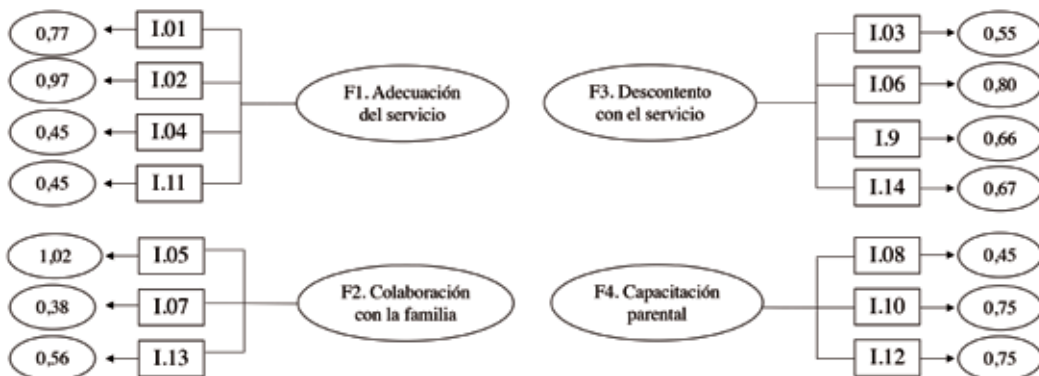 0,77
I.01
0,97
I.02
F1. Adecuación
del servicio
0,45
I.04
0,45
I.11
I.03
0,55
I.06
0,80
F3. Descontento
con el servicio
I.9
0,66
I.14
0,67
1,02
I.05
0,38
I.07
F2. Colaboración
con la familia
0,56
I.13
I.08
0,45
F4. Capacitación
parental
I.10
0,75
I.12
0,75